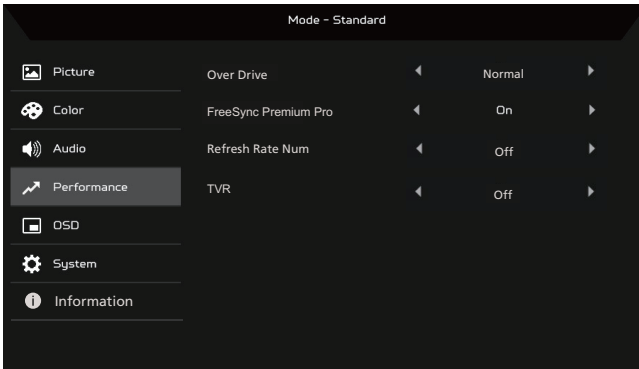 Mode - Standard
Picture
Over Drive Normal
Color
FreeSync Premium Pro On
Audio
Refresh Rate Num Off
Performance
TVR Off
OSD
System
Information